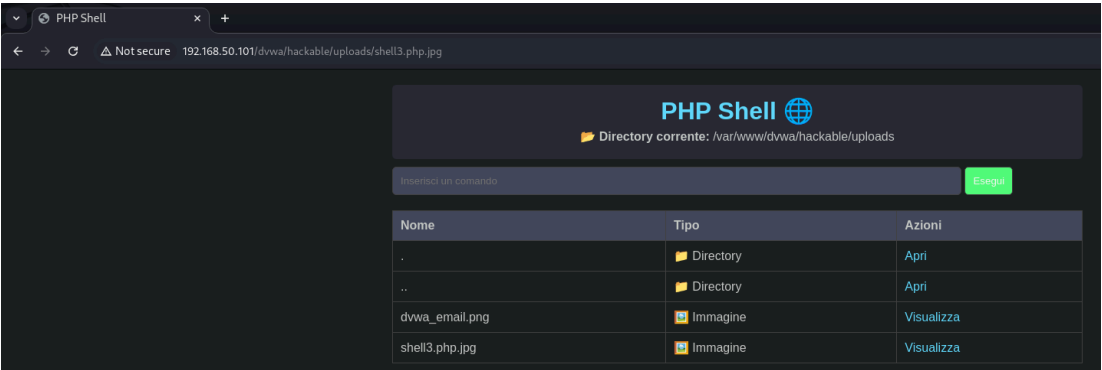 PHP Shell
Not secure 192.168.50.101/dvwa/hackable/uploads/shell3.php.jpg
PHP Shell 🌐
📂 Directory corrente: /var/www/dvwa/hackable/uploads
Inserisci un comando Esegui
Nome Tipo Azioni
. 📁 Directory Apri
.. 📁 Directory Apri
dvwa_email.png 🖼️ Immagine Visualizza
shell3.php.jpg 🖼️ Immagine Visualizza